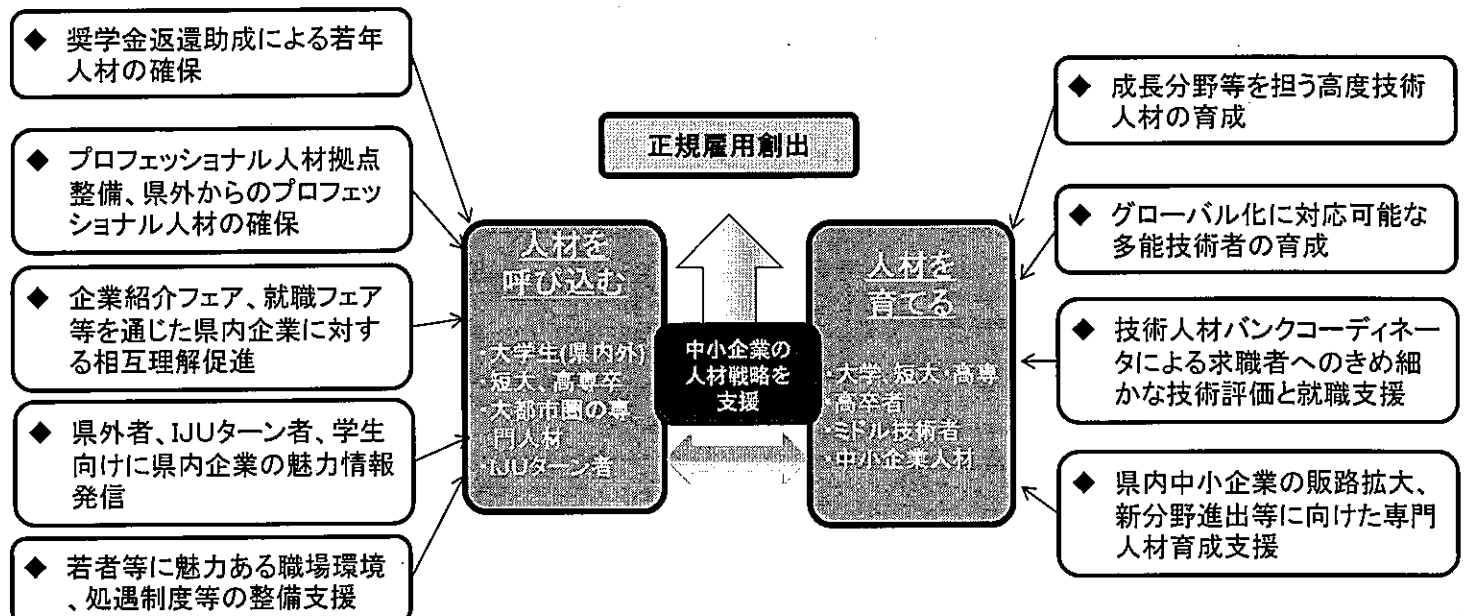 ◆ 奨学金返還助成による若年
人材の確保
◆ プロフェッショナル人材拠点
整備、県外からのプロフェッ
ショナル人材の確保
◆ 企業紹介フェア、就職フェア
等を通じた県内企業に対す
る相互理解促進
◆ 県外者、IJUターン者、学生
向けに県内企業の魅力情報
発信
◆ 若者等に魅力ある職場環境
、処遇制度等の整備支援
正規雇用創出
人材を
呼び込む
・大学生(県内外)
・短大、高専卒
・大都市圏の専
門人材
・IJUターン者
中小企業の
人材戦略を
支援
人材を
育てる
・大学、短大・高専
・高卒者
・ミドル技術者
・中小企業人材
◆ 成長分野等を担う高度技術
人材の育成
◆ グローバル化に対応可能な
多能技術者の育成
◆ 技術人材バンクコーディネー
タによる求職者へのきめ細
かな技術評価と就職支援
◆ 県内中小企業の販路拡大、
新分野進出等に向けた専門
人材育成支援